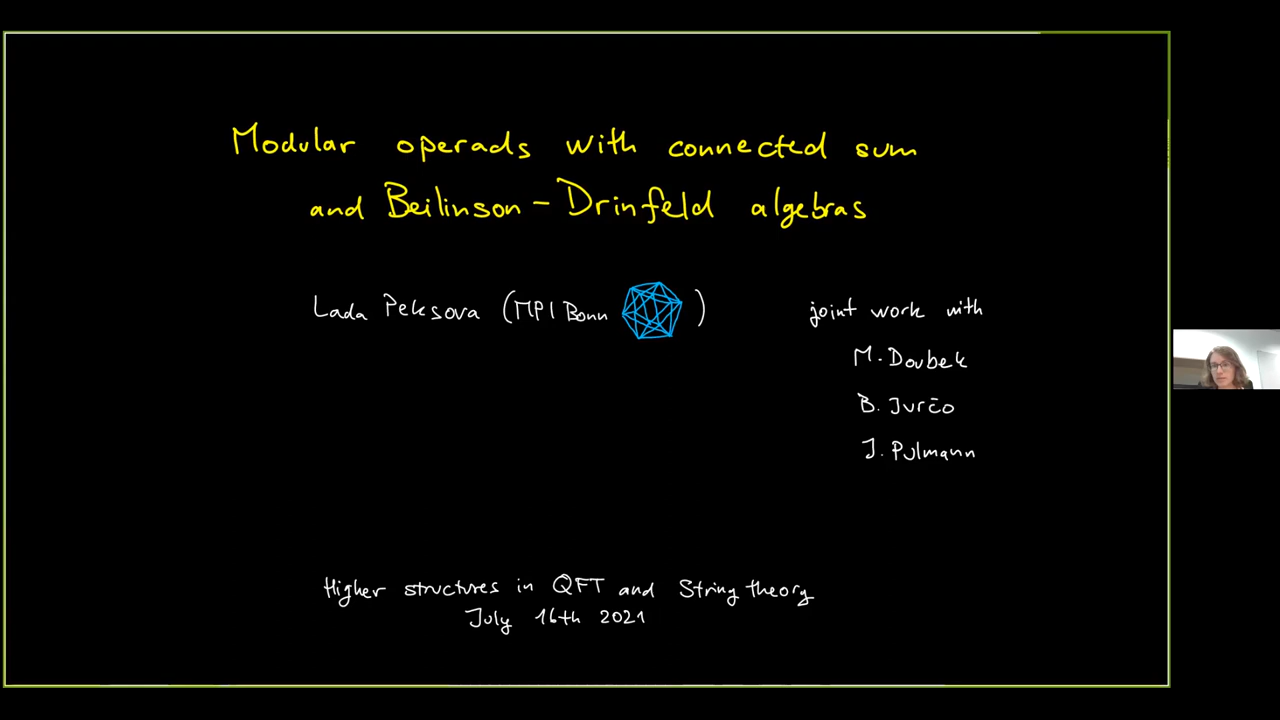 Modular operads with connected sum
and Beilinson-Drinfeld algebras
Lada Peksova (MPI Bonn )
joint work with
M. Doubek
B. Jurčo
J. Pulmann
Higher structures in QFT and String theory
July 16th 2021